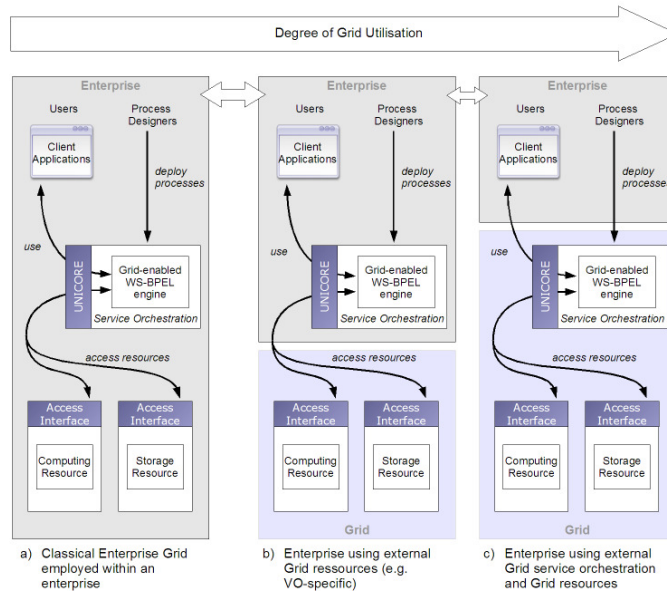 Degree of Grid Utilisation
Enterprise
Users
Process
Designers
Client
Applications
deploy
processes
use
UNICORE
Grid-enabled
WS-BPEL
engine
Service Orchestration
access resources
Access
Interface
Computing
Resource
Access
Interface
Storage
Resource
a) Classical Enterprise Grid
employed within an
enterprise
Enterprise
Users
Process
Designers
Client
Applications
deploy
processes
use
UNICORE
Grid-enabled
WS-BPEL
engine
Service Orchestration
access resources
Access
Interface
Computing
Resource
Access
Interface
Storage
Resource
Grid
b) Enterprise using external
Grid ressources (e.g.
VO-specific)
Enterprise
Users
Process
Designers
Client
Applications
deploy
processes
use
UNICORE
Grid-enabled
WS-BPEL
engine
Service Orchestration
access resources
Access
Interface
Computing
Resource
Access
Interface
Storage
Resource
Grid
c) Enterprise using external
Grid service orchestration
and Grid resources